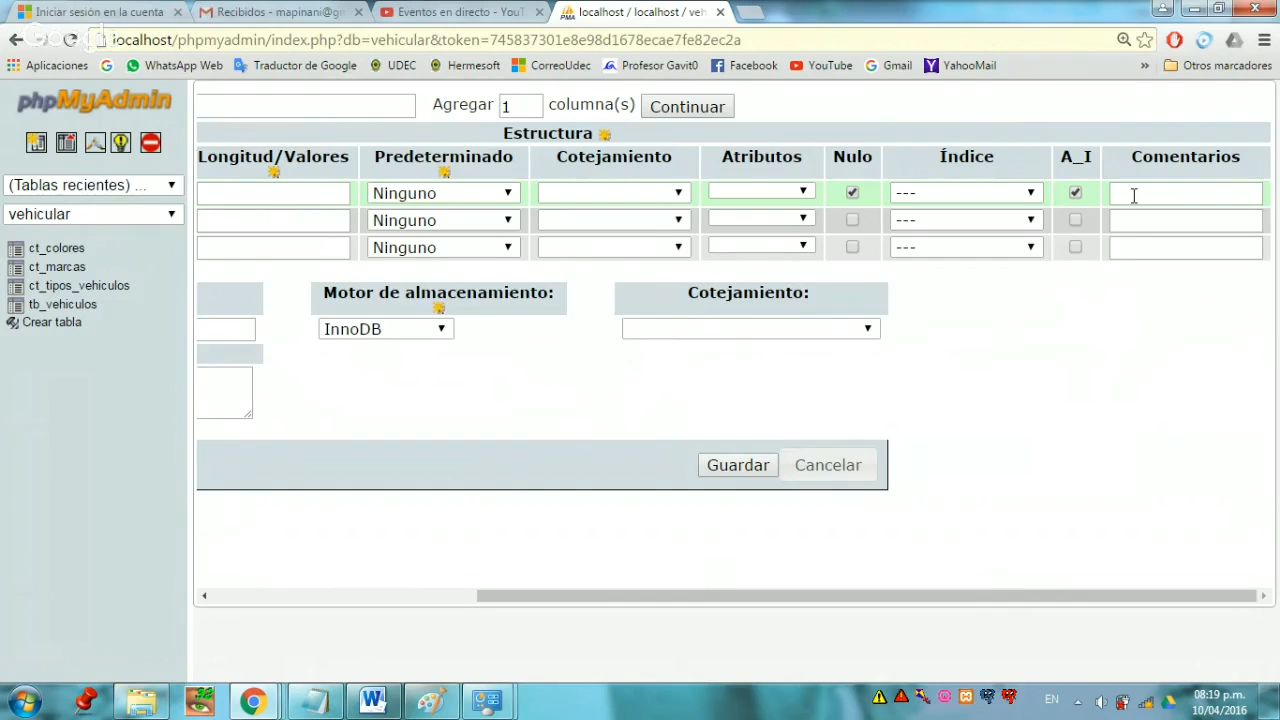 Iniciar sesión en la cuenta
Recibidos - mapinani@gm
Eventos en directo - YouT
PMA localhost / localhost / veh
localhost/phpmyadmin/index.php?db=vehicular&token=745837301e8e98d1678ecae7fe82ec2a
Aplicaciones WhatsApp Web Traductor de Google UDEC Hermesoft CorreoUdec Profesor Gavit0 Facebook YouTube Gmail YahooMail » Otros marcadores
phpMyAdmin
Agregar 1 columna(s) Continuar
Estructura
Longitud/Valores Predeterminado Cotejamiento Atributos Nulo Índice A_I Comentarios
(Tablas recientes) ...
Ninguno ---
vehicular
Ninguno ---
Ninguno ---
ct_colores
ct_marcas
ct_tipos_vehiculos
tb_vehiculos
Crear tabla
Motor de almacenamiento: Cotejamiento:
InnoDB
Guardar Cancelar
EN
08:19 p.m.
10/04/2016